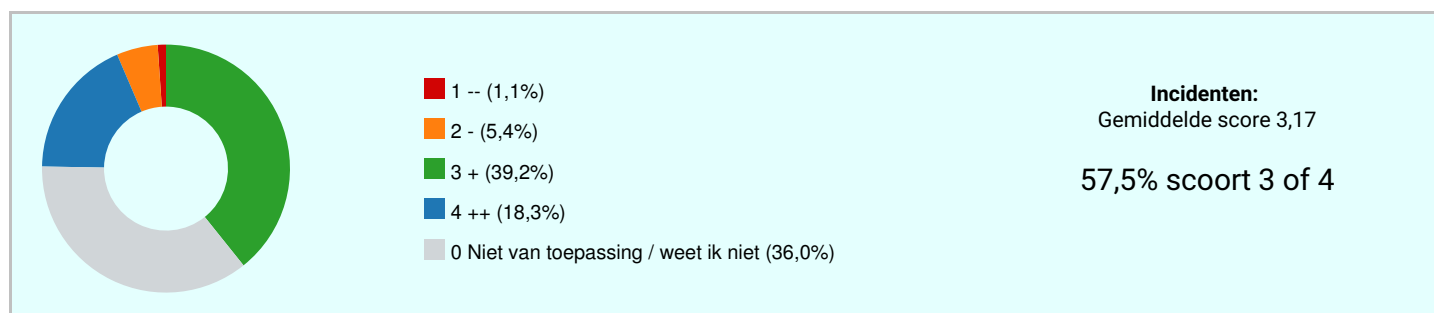 1 -- (1,1%)
2 - (5,4%)
3 + (39,2%)
4 ++ (18,3%)
0 Niet van toepassing / weet ik niet (36,0%)
Incidenten:
Gemiddelde score 3,17
57,5% scoort 3 of 4